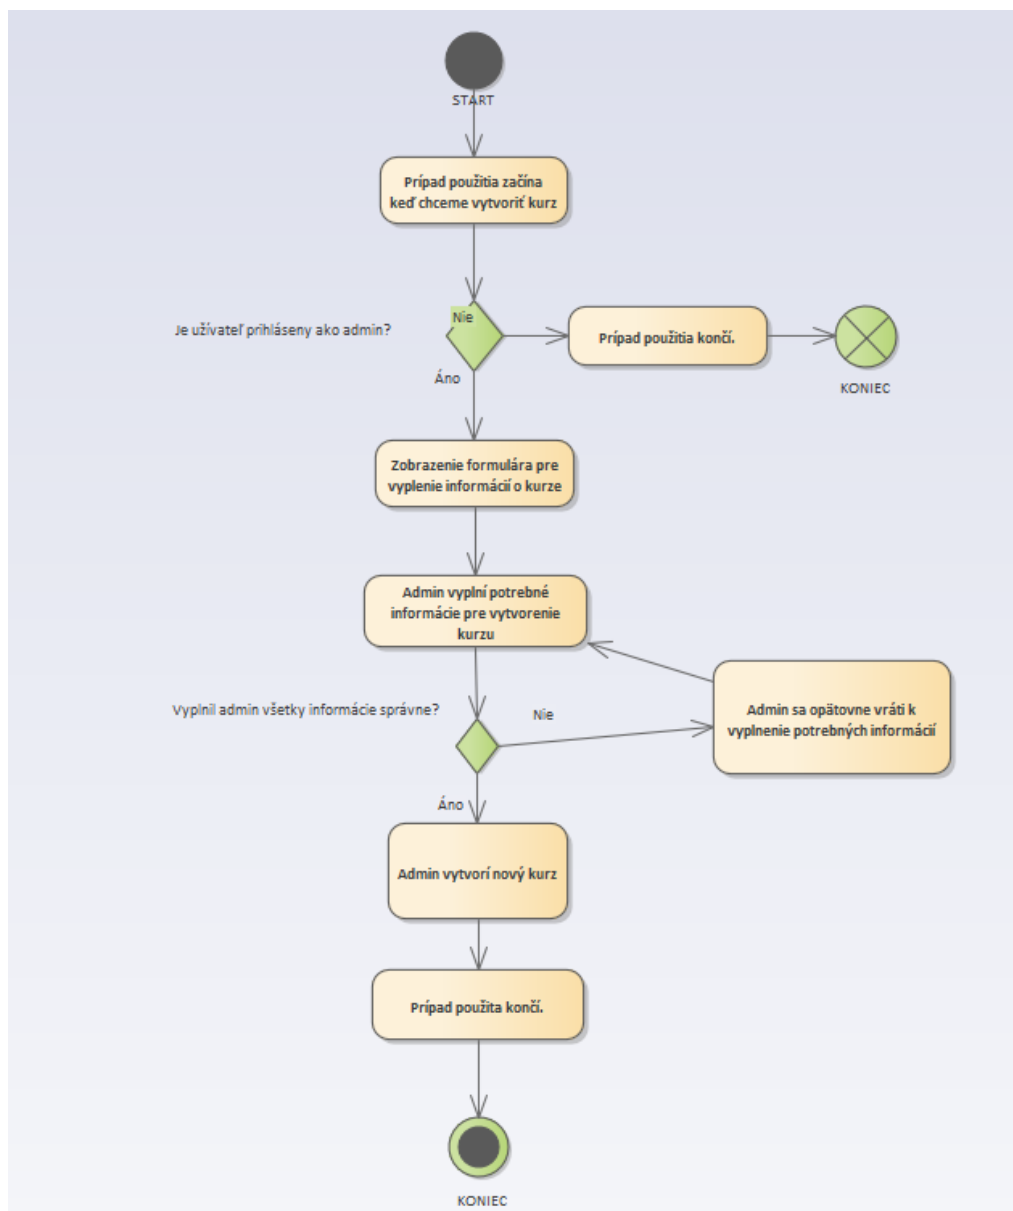 START
Prípad použitia začína
keď chceme vytvoriť kurz
Nie
Je užívateľ prihláseny ako admin?
Prípad použitia končí.
Áno
KONIEC
Zobrazenie formulára pre
vyplenie informácií o kurze
Admin vyplní potrebné
informácie pre vytvorenie
kurzu
Vyplnil admin všetky informácie správne?
Nie
Admin sa opätovne vráti k
vyplnenie potrebných informácií
Áno
Admin vytvorí nový kurz
Prípad použita končí.
KONIEC